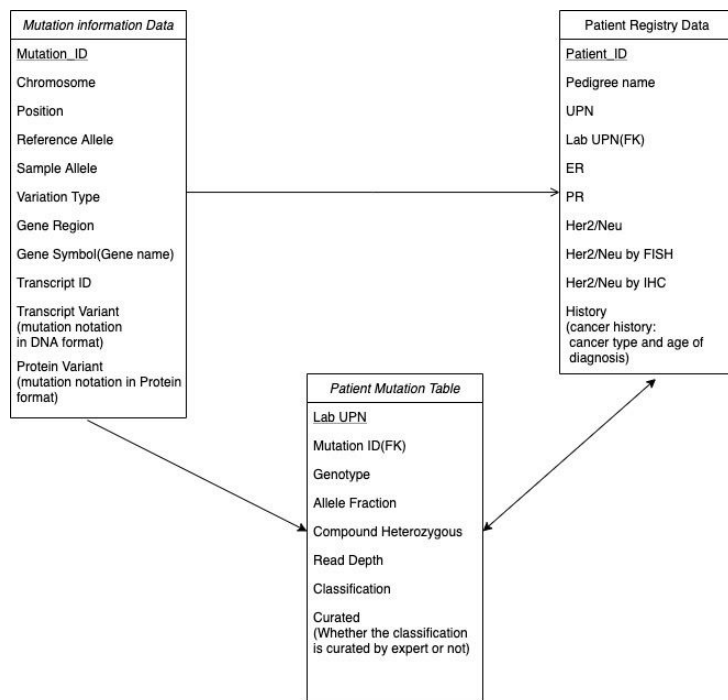 Mutation information Data
Mutation_ID
Chromosome
Position
Reference Allele
Sample Allele
Variation Type
Gene Region
Gene Symbol(Gene name)
Transcript ID
Transcript Variant
(mutation notation
in DNA format)
Protein Variant
(mutation notation in Protein
format)
Patient Registry Data
Patient_ID
Pedigree name
UPN
Lab UPN(FK)
ER
PR
Her2/Neu
Her2/Neu by FISH
Her2/Neu by IHC
History
(cancer history:
cancer type and age of
diagnosis)
Patient Mutation Table
Lab UPN
Mutation ID(FK)
Genotype
Allele Fraction
Compound Heterozygous
Read Depth
Classification
Curated
(Whether the classification
is curated by expert or not)